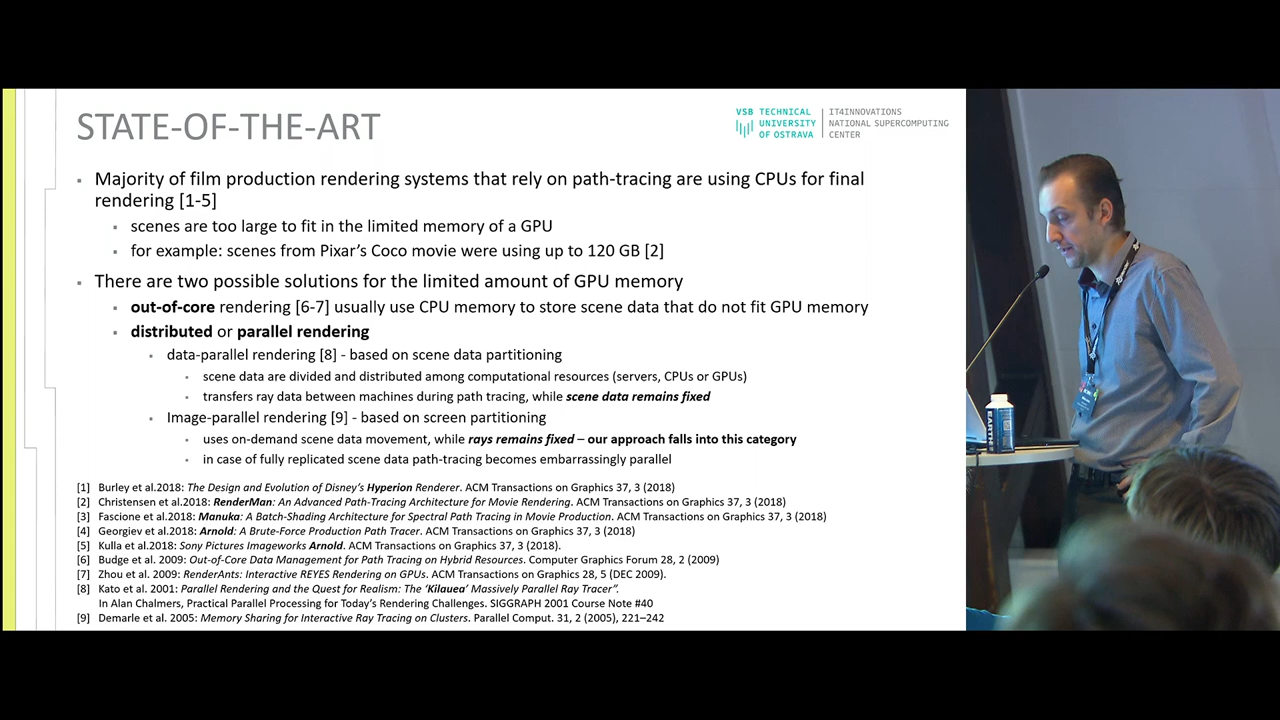 STATE-OF-THE-ART
VSB TECHNICAL
UNIVERSITY
OF OSTRAVA
IT4INNOVATIONS
NATIONAL SUPERCOMPUTING
CENTER
Majority of film production rendering systems that rely on path-tracing are using CPUs for final
rendering [1-5]
scenes are too large to fit in the limited memory of a GPU
for example: scenes from Pixar's Coco movie were using up to 120 GB [2]
There are two possible solutions for the limited amount of GPU memory
out-of-core rendering [6-7] usually use CPU memory to store scene data that do not fit GPU memory
distributed or parallel rendering
data-parallel rendering [8] - based on scene data partitioning
scene data are divided and distributed among computational resources (servers, CPUs or GPUs)
transfers ray data between machines during path tracing, while scene data remains fixed
Image-parallel rendering [9] - based on screen partitioning
uses on-demand scene data movement, while rays remains fixed – our approach falls into this category
in case of fully replicated scene data path-tracing becomes embarrassingly parallel
[1] Burley et al.2018: The Design and Evolution of Disney's Hyperion Renderer. ACM Transactions on Graphics 37, 3 (2018)
[2] Christensen et al.2018: RenderMan: An Advanced Path-Tracing Architecture for Movie Rendering. ACM Transactions on Graphics 37, 3 (2018)
[3] Fascione et al.2018: Manuka: A Batch-Shading Architecture for Spectral Path Tracing in Movie Production. ACM Transactions on Graphics 37, 3 (2018)
[4] Georgiev et al.2018: Arnold: A Brute-Force Production Path Tracer. ACM Transactions on Graphics 37, 3 (2018)
[5] Kulla et al.2018: Sony Pictures Imageworks Arnold. ACM Transactions on Graphics 37, 3 (2018).
[6] Budge et al. 2009: Out-of-Core Data Management for Path Tracing on Hybrid Resources. Computer Graphics Forum 28, 2 (2009)
[7] Zhou et al. 2009: RenderAnts: Interactive REYES Rendering on GPUs. ACM Transactions on Graphics 28, 5 (DEC 2009).
[8] Kato et al. 2001: Parallel Rendering and the Quest for Realism: The 'Kilauea' Massively Parallel Ray Tracer".
In Alan Chalmers, Practical Parallel Processing for Today's Rendering Challenges. SIGGRAPH 2001 Course Note #40
[9] Demarle et al. 2005: Memory Sharing for Interactive Ray Tracing on Clusters. Parallel Comput. 31, 2 (2005), 221–242
EARTH